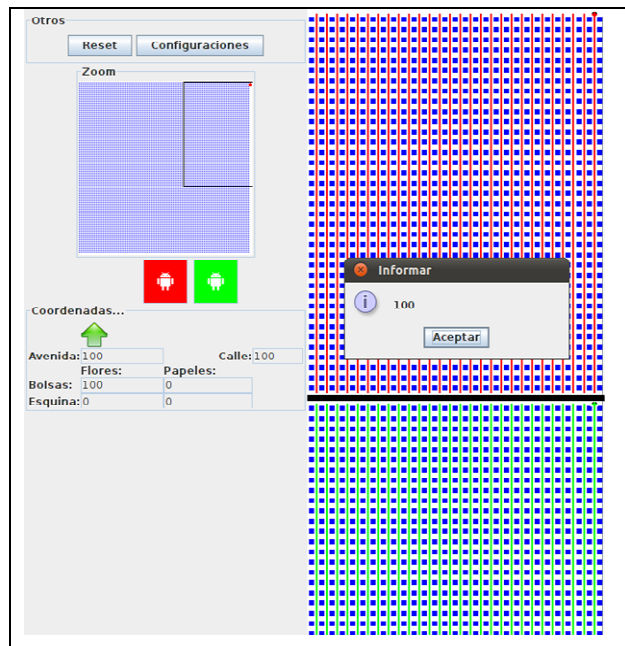 Otros
Reset Configuraciones
Zoom
Informar
i 100
Aceptar
Coordenadas...
Avenida: 100 Calle: 100
Flores: Papeles:
Bolsas: 100 0
Esquina: 0 0